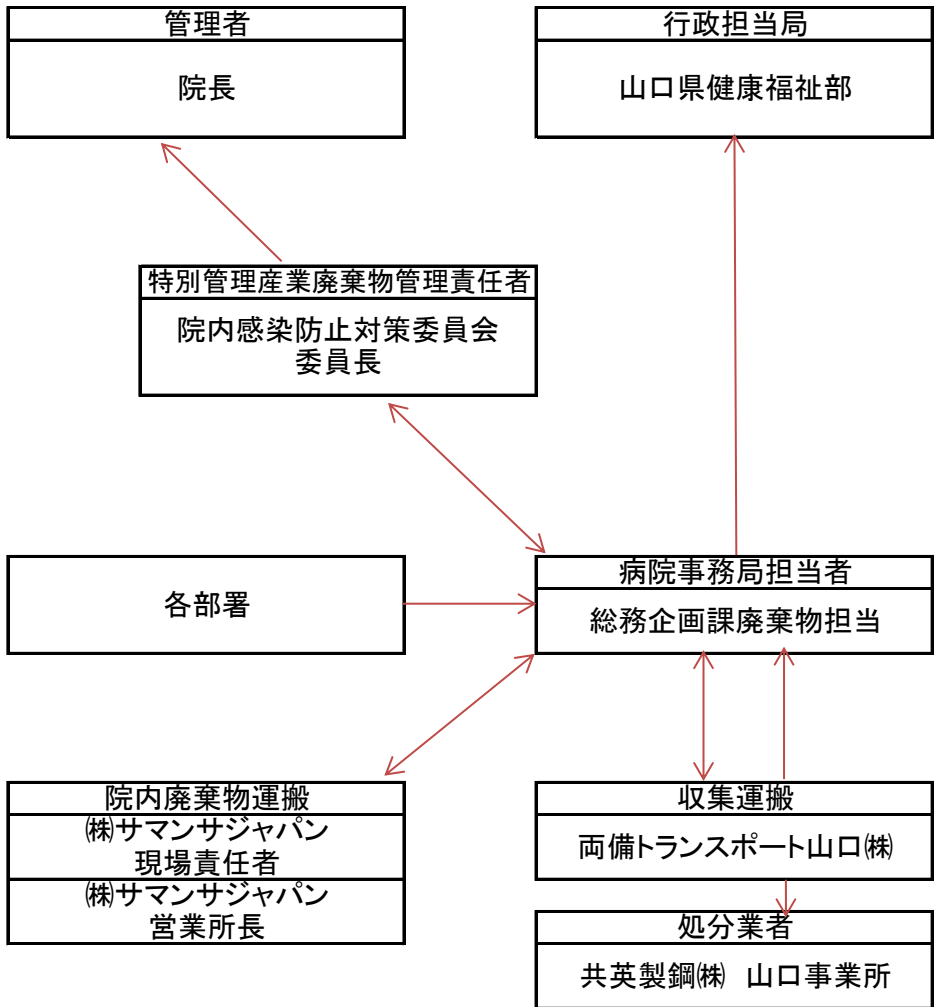 管理者
院長
行政担当局
山口県健康福祉部
特別管理産業廃棄物管理責任者
院内感染防止対策委員会
委員長
各部署
病院事務局担当者
総務企画課廃棄物担当
院内廃棄物運搬
㈱サマンサジャパン
現場責任者
㈱サマンサジャパン
営業所長
収集運搬
両備トランスポート山口㈱
処分業者
共英製鋼㈱ 山口事業所